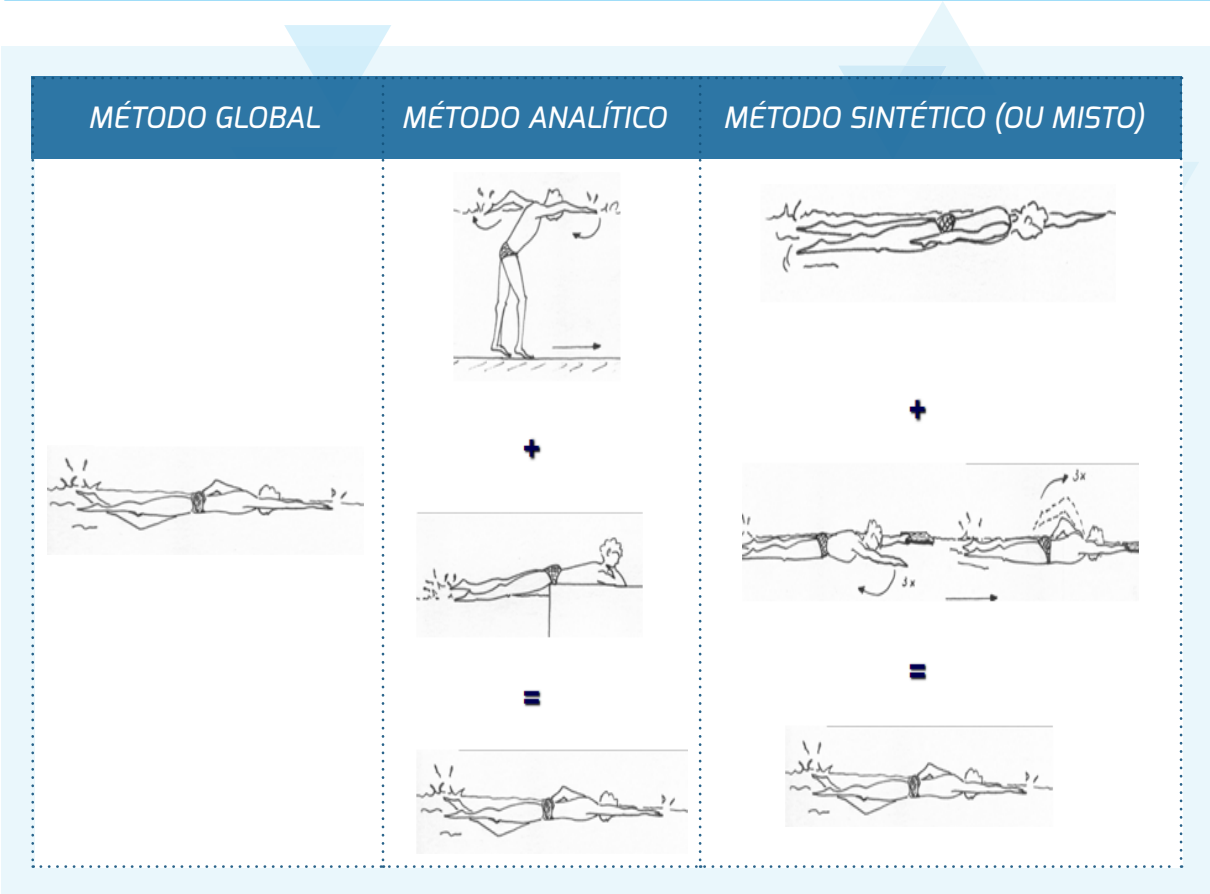 MÉTODO GLOBAL
MÉTODO ANALÍTICO
MÉTODO SINTÉTICO (OU MISTO)
+
=
+
3x
3x
=